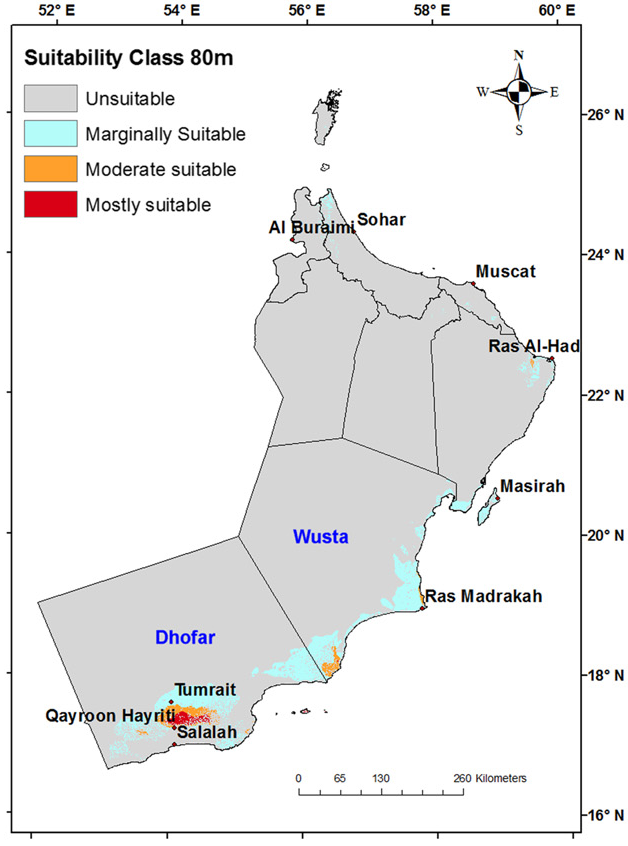 52° E 54° E 56° E 58° E 60° E
Suitability Class 80m
Unsuitable
Marginally Suitable
Moderate suitable
Mostly suitable
N
W E
S
26° N
Sohar
Al Buraimi
24° N
Muscat
Ras Al-Had
22° N
Masirah
20° N
Wusta
Ras Madrakah
Dhofar
18° N
Tumrait
Qayroon Hayriti
Salalah
0 65 130 260 Kilometers
16° N